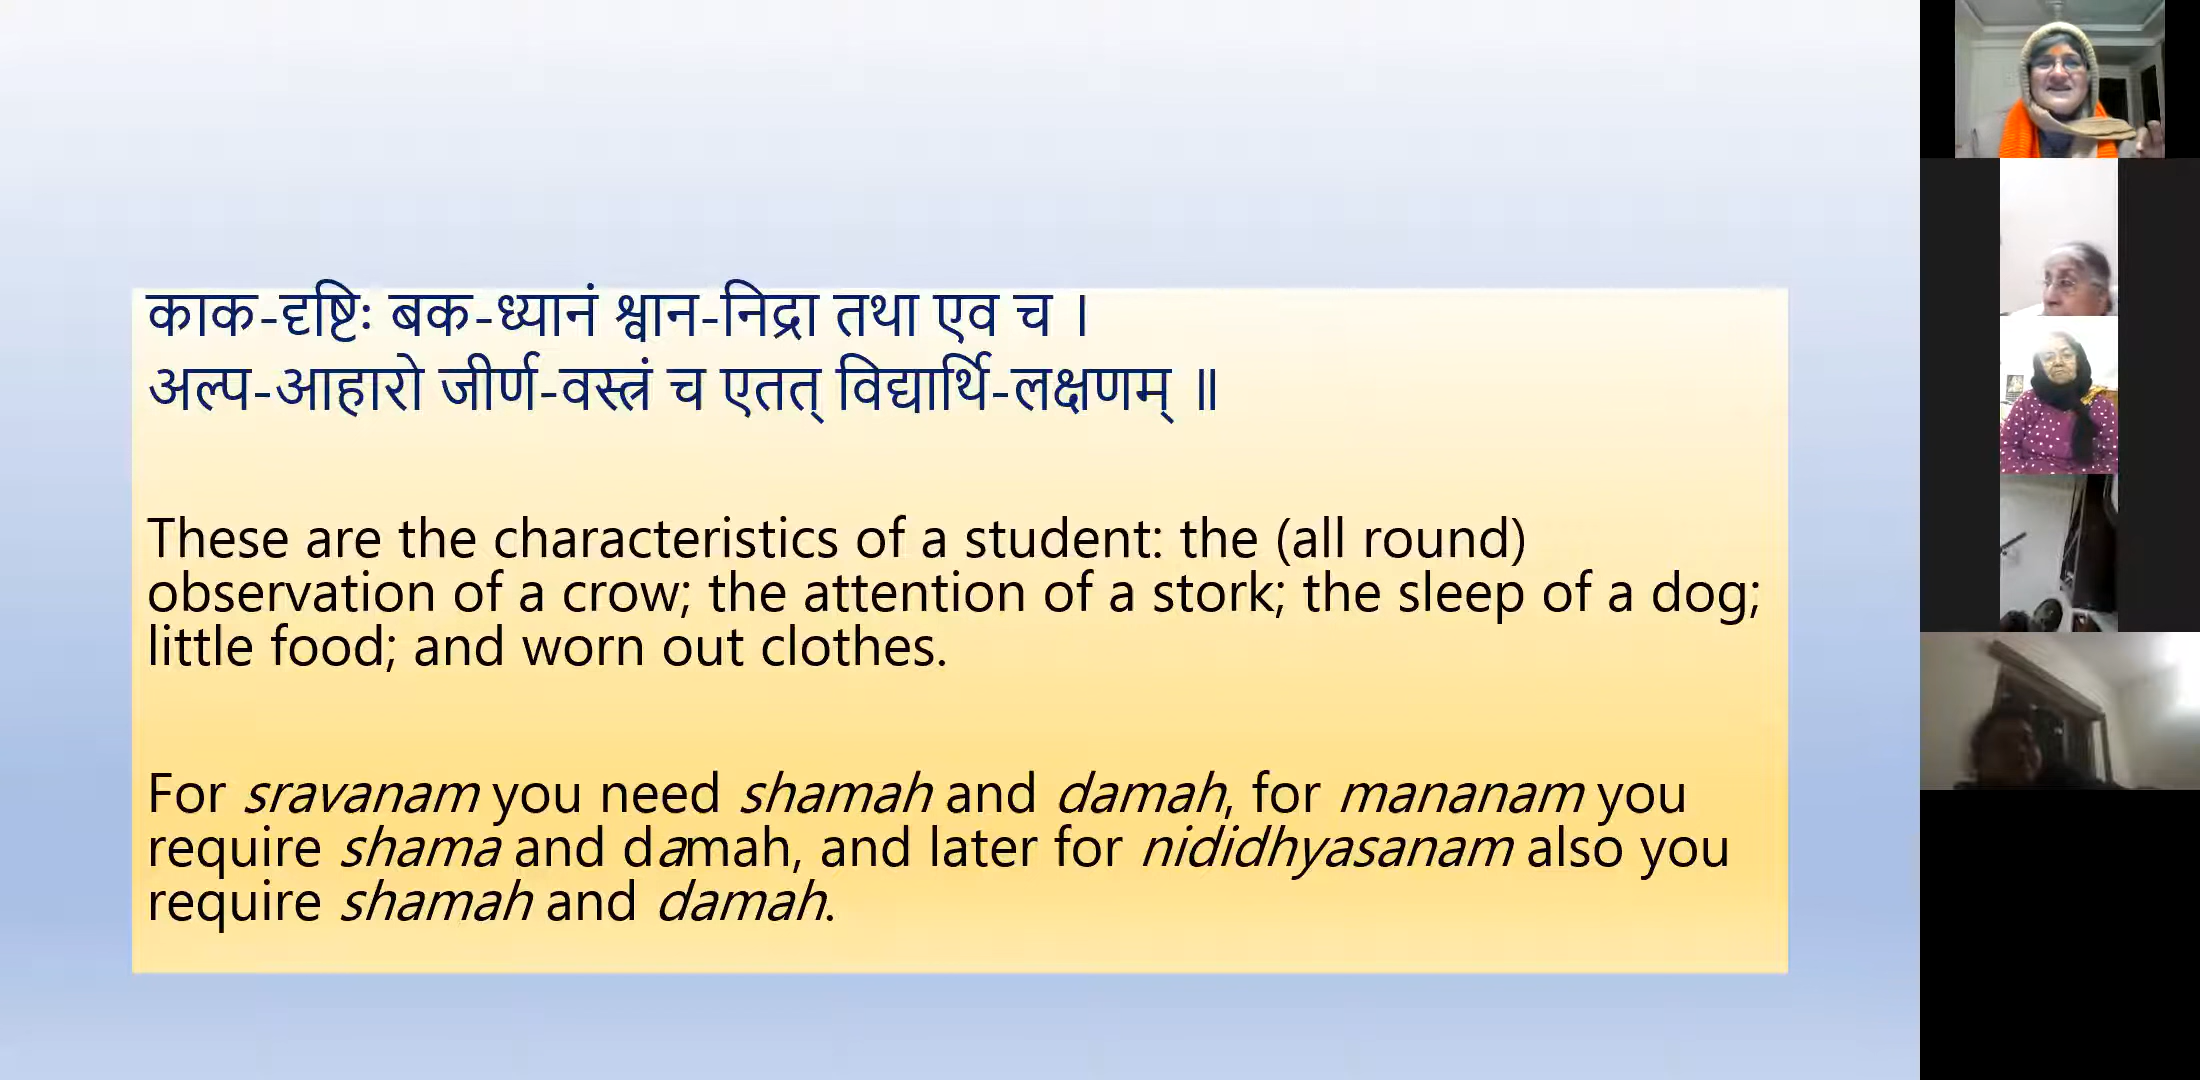 काक-दृष्टिः बक-ध्यानं श्वान-निद्रा तथा एव च ।
अल्प-आहारो जीर्ण-वस्त्रं च एतत् विद्यार्थि-लक्षणम् ॥
These are the characteristics of a student: the (all round)
observation of a crow; the attention of a stork; the sleep of a dog;
little food; and worn out clothes.
For sravanam you need shamah and damah, for mananam you
require shama and damah, and later for nididhyasanam also you
require shamah and damah.